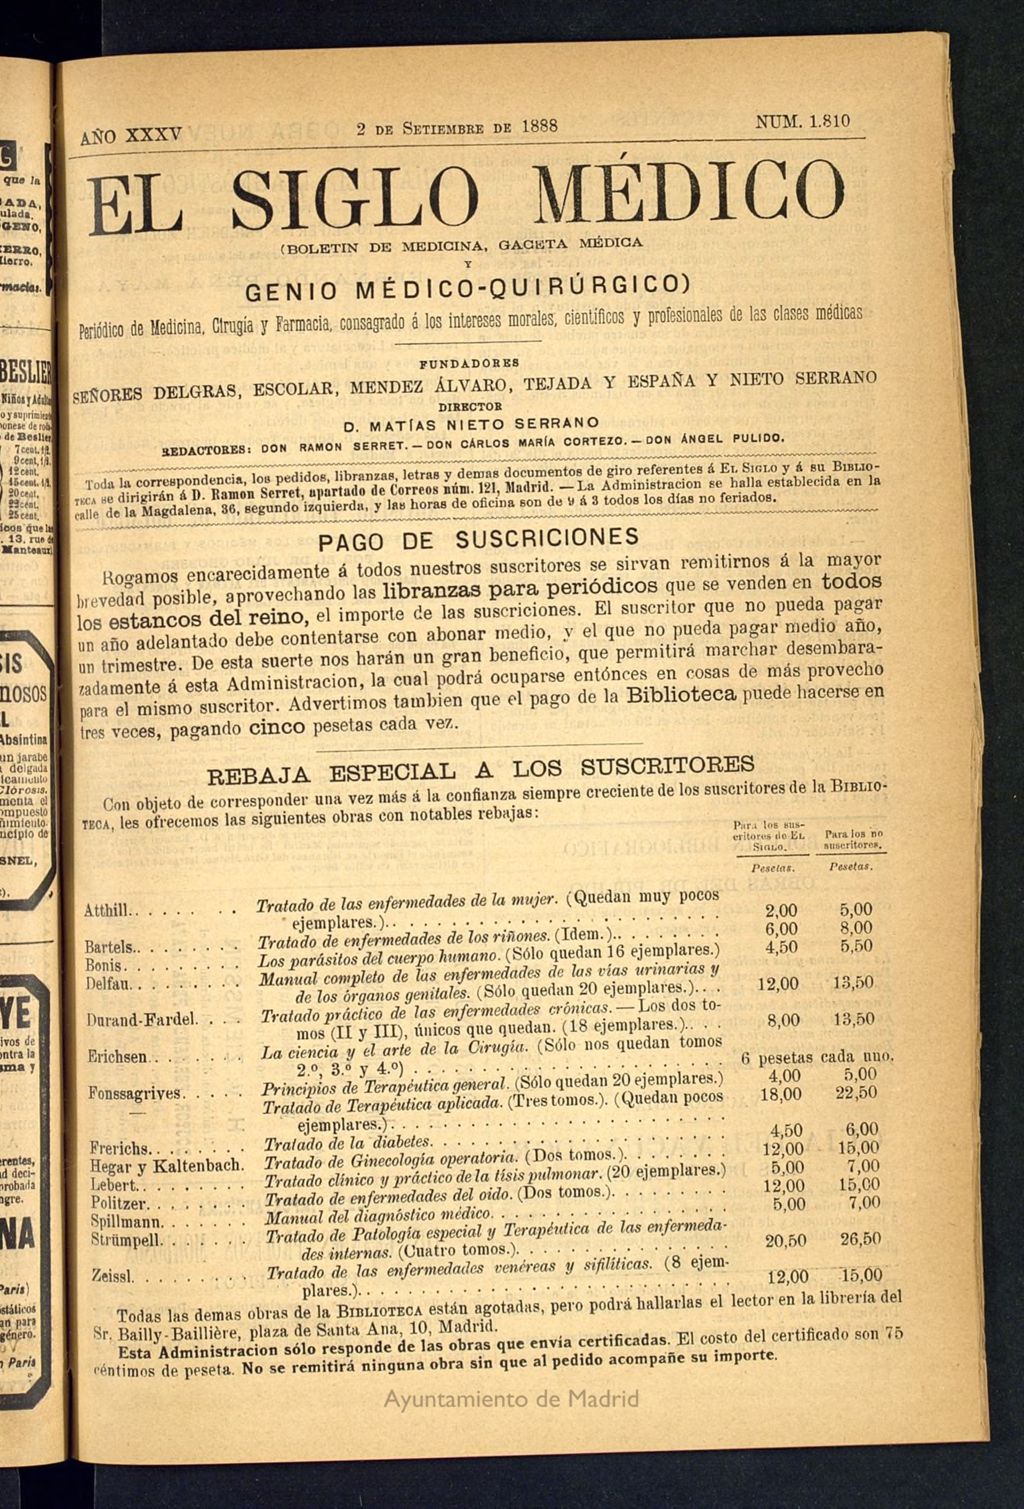 AÑO XXXV 2 DE SETIEMBRE DE 1888 NUM. 1.810
EL SIGLO MÉDICO
(BOLETIN DE MEDICINA, GACETA MÉDICA
Y
GENIO MÉDICO-QUIRÚRGICO)
Periódico de Medicina, Cirugía y Farmacia, consagrado á los intereses morales, científicos y profesionales de las clases médicas
FUNDADORES
SEÑORES DELGRAS, ESCOLAR, MENDEZ ÁLVARO, TEJADA Y ESPAÑA Y NIETO SERRANO
DIRECTOR
D. MATÍAS NIETO SERRANO
REDACTORES: DON RAMON SERRET. — DON CÁRLOS MARÍA CORTEZO. — DON ÁNGEL PULIDO.
Toda la correspondencia, los pedidos, libranzas, letras y demas documentos de giro referentes á EL SIGLO y á su BIBLIO-
TECA se dirigirán á D. Ramon Serret, apartado de Correos núm. 121, Madrid. — La Administracion se halla establecida en la
calle de la Magdalena, 36, segundo izquierda, y las horas de oficina son de 9 á 3 todos los días no feriados.
PAGO DE SUSCRICIONES
Rogamos encarecidamente á todos nuestros suscritores se sirvan remitirnos á la mayor
brevedad posible, aprovechando las libranzas para periódicos que se venden en todos
los estancos del reino, el importe de las suscriciones. El suscritor que no pueda pagar
un año adelantado debe contentarse con abonar medio, y el que no pueda pagar medio año,
un trimestre. De esta suerte nos harán un gran beneficio, que permitirá marchar desembara-
zadamente á esta Administracion, la cual podrá ocuparse entónces en cosas de más provecho
para el mismo suscritor. Advertimos tambien que el pago de la Biblioteca puede hacerse en
tres veces, pagando cinco pesetas cada vez.
REBAJA ESPECIAL A LOS SUSCRITORES
Con objeto de corresponder una vez más á la confianza siempre creciente de los suscritores de la BIBLIO-
TECA, les ofrecemos las siguientes obras con notables rebajas:
Para los sus-
critores de EL
SIGLO.
Para los no
suscritores.
Pesetas. Pesetas.
Atthill. . . . . . . . Tratado de las enfermedades de la mujer. (Quedan muy pocos
ejemplares.). . . . . . . . 2,00 5,00
Bartels. . . . . . . . Tratado de enfermedades de los riñones. (Idem.). . . . . . . . 6,00 8,00
Bonis. . . . . . . . Los parásitos del cuerpo humano. (Sólo quedan 16 ejemplares.) 4,50 5,50
Delfau. . . . . . . . Manual completo de las enfermedades de las vías urinarias y
de los órganos genitales. (Sólo quedan 20 ejemplares.). . . 12,00 13,50
Durand-Fardel. . . . Tratado práctico de las enfermedades crónicas. — Los dos to-
mos (II y III), únicos que quedan. (18 ejemplares.). . . . 8,00 13,50
Erichsen. . . . . . . La ciencia y el arte de la Cirugía. (Sólo nos quedan tomos
2.º, 3.º y 4.º) . . . . . . . . 6 pesetas cada uno.
Fonssagrives. . . . . Principios de Terapéutica general. (Sólo quedan 20 ejemplares.) 4,00 5,00
— Tratado de Terapéutica aplicada. (Tres tomos.). (Quedan pocos
ejemplares.) . . . . . . . . 18,00 22,50
Frerichs. . . . . . . Tratado de la diabetes. . . . . . . . 4,50 6,00
Hegar y Kaltenbach. Tratado de Ginecología operatoria. (Dos tomos.). . . . . . . . 12,00 15,00
Lebert. . . . . . . . Tratado clínico y práctico de la tísis pulmonar. (20 ejemplares.) 5,00 7,00
Politzer. . . . . . . Tratado de enfermedades del oido. (Dos tomos.). . . . . . . . 12,00 15,00
Spillmann. . . . . . . Manual del diagnóstico médico. . . . . . . . 5,00 7,00
Strümpell. . . . . . . Tratado de Patología especial y Terapéutica de las enfermeda-
des internas. (Cuatro tomos.). . . . . . . . 20,50 26,50
Zeissl. . . . . . . . Tratado de las enfermedades venéreas y sifilíticas. (8 ejem-
plares.). . . . . . . . 12,00 15,00
Todas las demas obras de la BIBLIOTECA están agotadas, pero podrá hallarlas el lector en la librería del
Sr. Bailly-Baillière, plaza de Santa Ana, 10, Madrid.
Esta Administracion sólo responde de las obras que envía certificadas. El costo del certificado son 75
céntimos de peseta. No se remitirá ninguna obra sin que al pedido acompañe su importe.
Ayuntamiento de Madrid